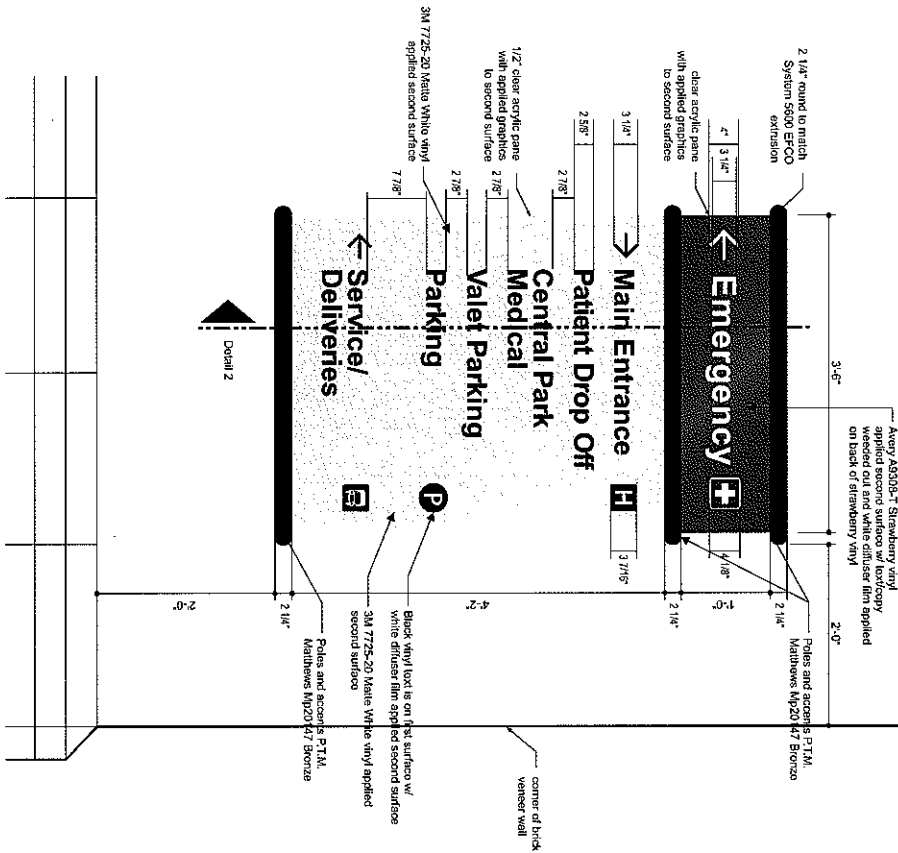 2 1/4" round to match
System 5600 EFCO
extrusion
Avery A9308-T Strawberry vinyl
applied second surface w/ text/copy
weeded out and white diffuser film applied
on back of strawberry vinyl
3'-6"
2'-0"
4"
3 1/4"
clear acrylic pane
with applied graphics
to second surface
← Emergency
4 1/8"
2 1/4"
1'-0"
2 1/4"
Poles and accents P.T.M.
Matthews Mp20147 Bronze
3 1/4"
→ Main Entrance H
3 7/16"
2 5/8"
Patient Drop Off
1/2" clear acrylic pane
with applied graphics
to second surface
2 7/8"
Central Park
Medical
2 7/8"
Valet Parking
2 7/8"
3M 7725-20 Matte White vinyl
applied second surface
Parking P
7 7/8"
← Service/
Deliveries
4'-2"
Black vinyl text is on first surface w/
white diffuser film applied second surface
3M 7725-20 Matte White vinyl applied
second surface
2 1/4"
Poles and accents P.T.M.
Matthews Mp20147 Bronze
2'-0"
Detail 2
corner of brick
veneer wall